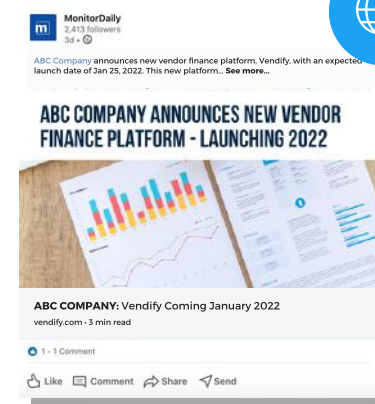 m
MonitorDaily
2,413 followers
3d •
ABC Company announces new vendor finance platform, Vendify, with an expected
launch date of Jan 25, 2022. This new platform... See more...
ABC COMPANY ANNOUNCES NEW VENDOR
FINANCE PLATFORM - LAUNCHING 2022
ABC COMPANY: Vendify Coming January 2022
vendify.com • 3 min read
1 - 1 Comment
Like Comment Share Send